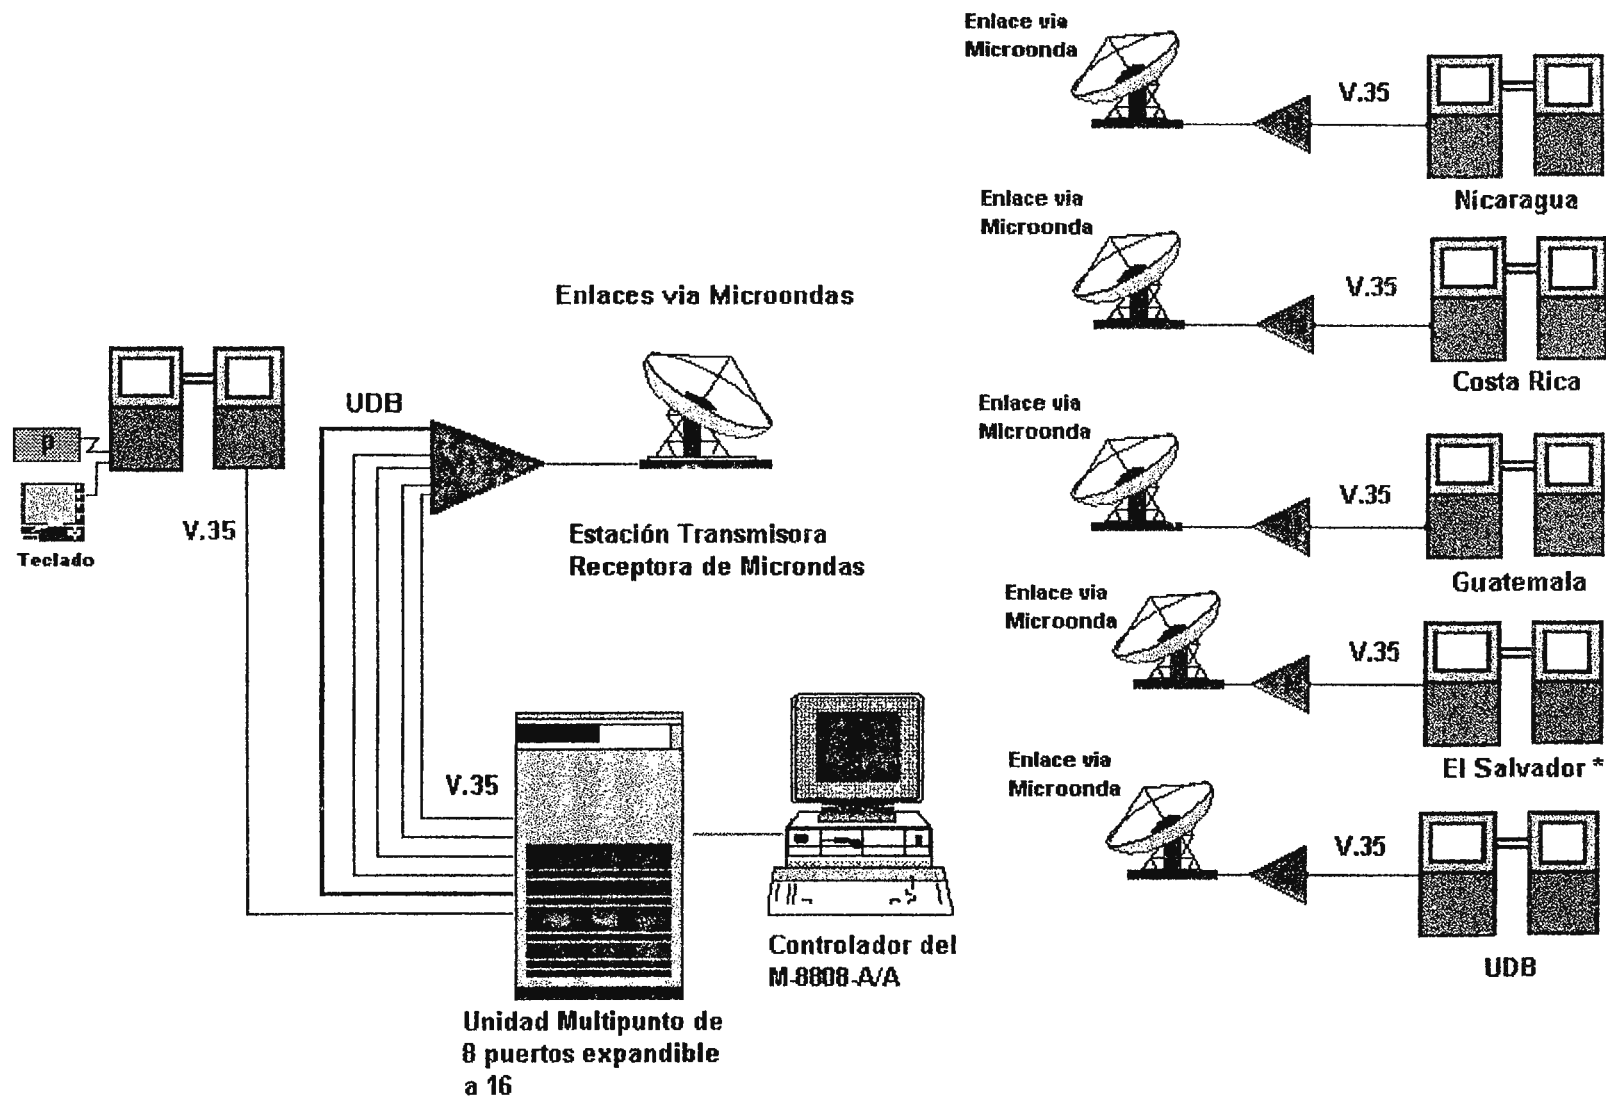 Enlace via
Microonda
V.35
Nicaragua
Enlace via
Microonda
V.35
Costa Rica
Enlaces via Microondas
UDB
P
V.35
Teclado
Estación Transmisora
Receptora de Microndas
Enlace via
Microonda
V.35
Guatemala
Enlace via
Microonda
V.35
El Salvador *
V.35
Enlace via
Microonda
V.35
UDB
Controlador del
M-8808-A/A
Unidad Multipunto de
8 puertos expandible
a 16